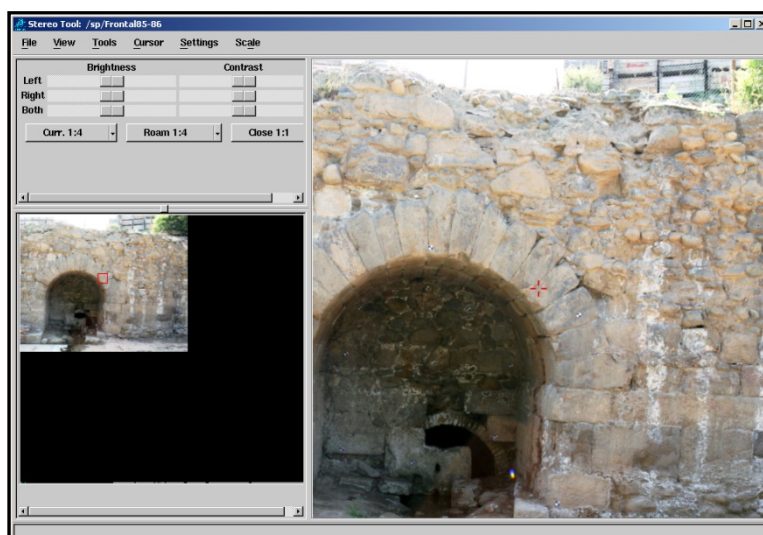 Stereo Tool: /sp/Frontal85-86
File View Tools Cursor Settings Scale
Brightness Contrast
Left
Right
Both
Curr. 1:4 Roam 1:4 Close 1:1